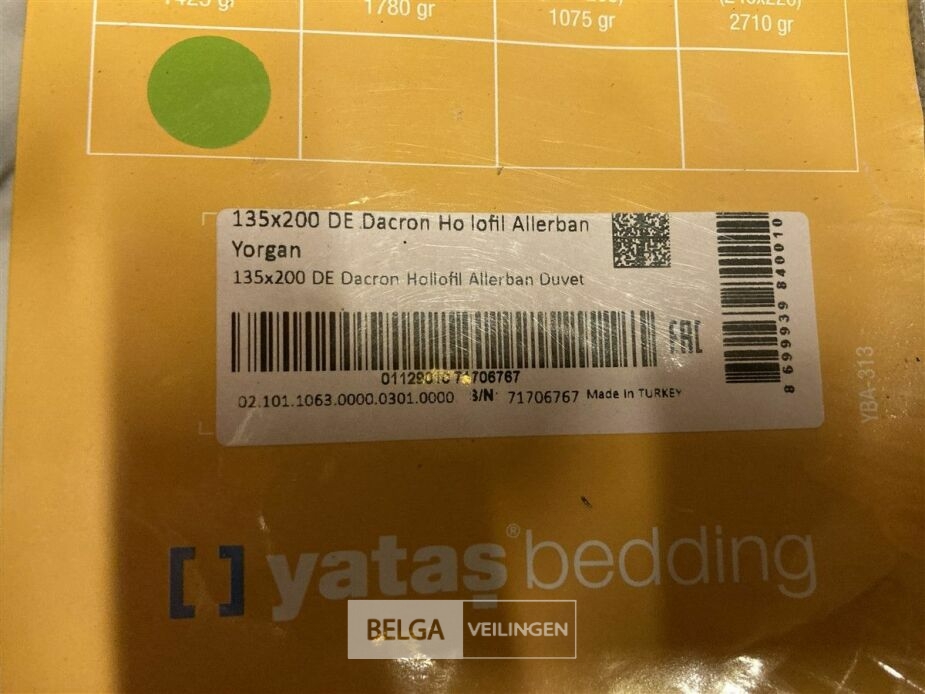 1780 gr
1075 gr
2710 gr
135x200 DE Dacron Ho lofil Allerban
Yorgan
135x200 DE Dacron Hollofil Allerban Duvet
EAC
71706767
02.101.1063.0000.0301.0000 S/N: 71706767 Made In TURKEY
8 699939 840010
YBA-313
yataş® bedding
BELGA VEILINGEN